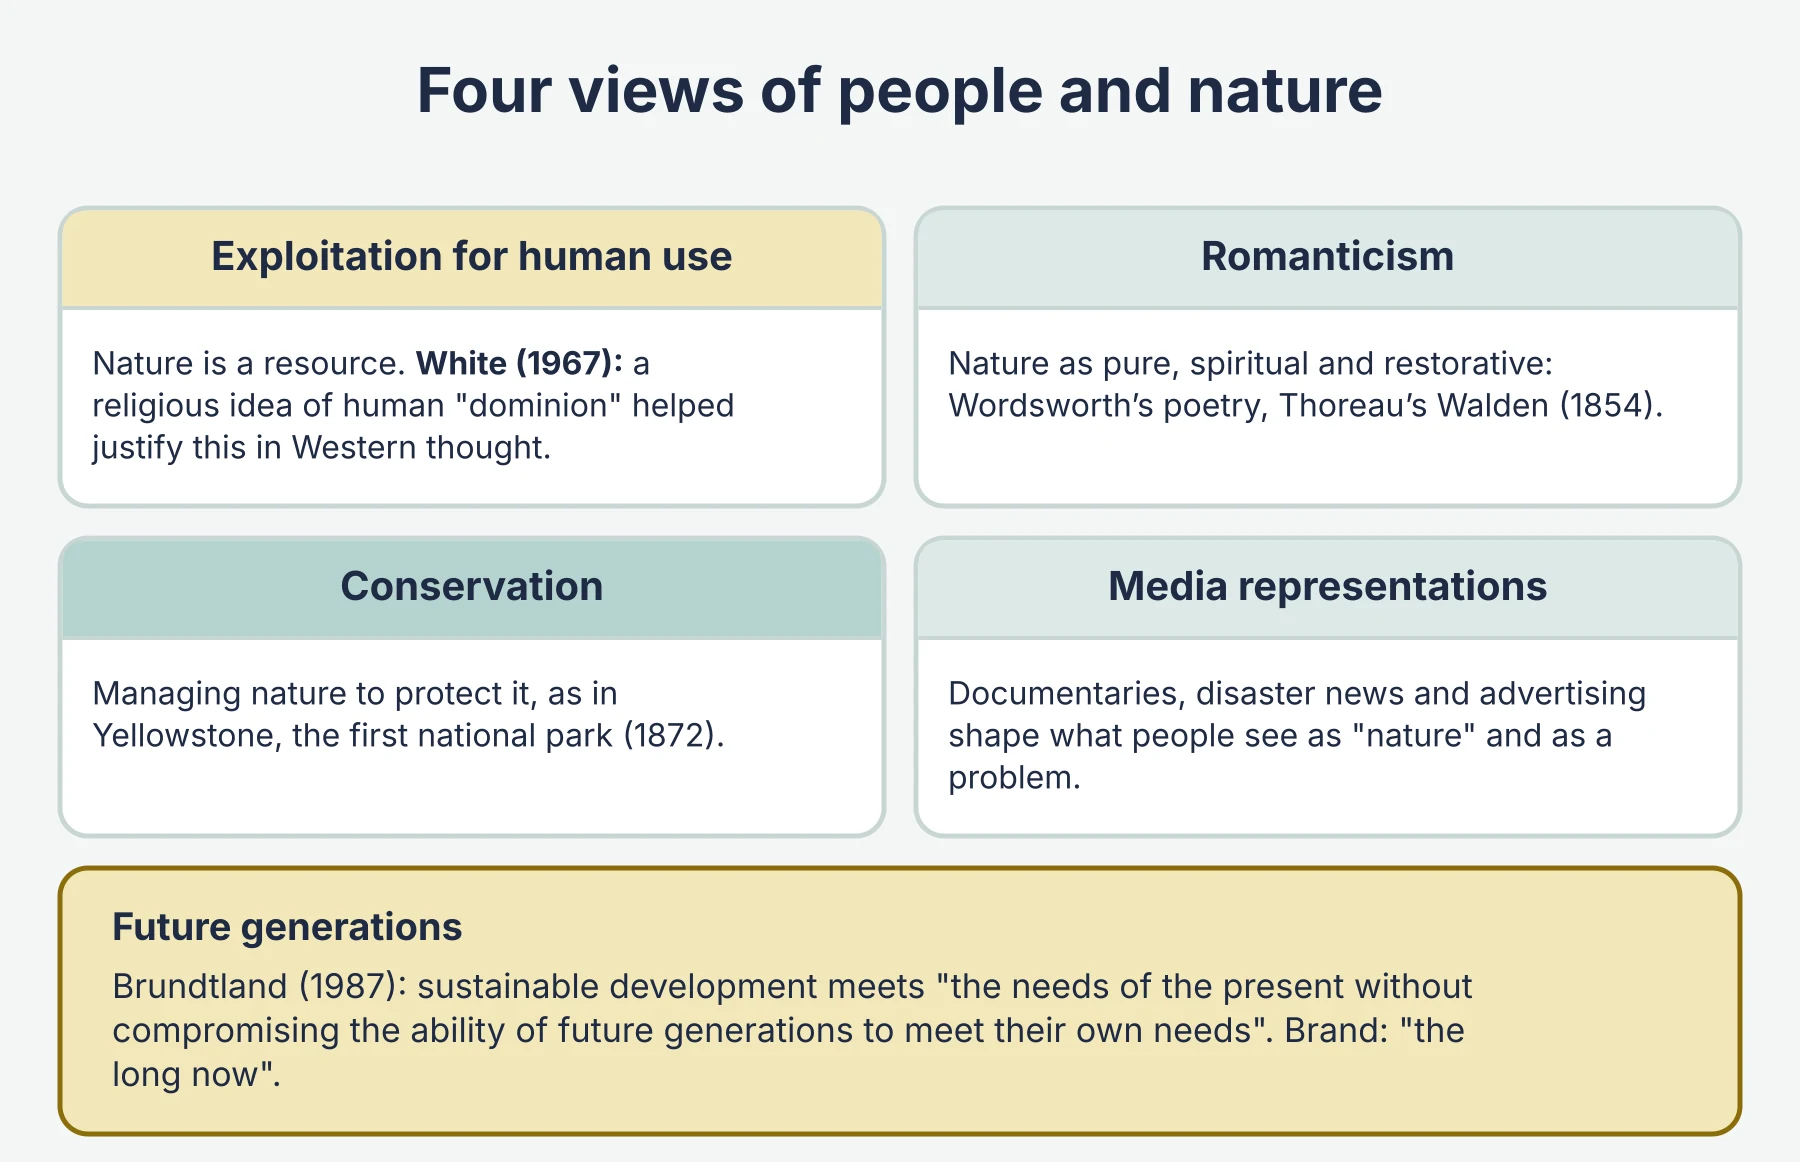 Four views of people and nature
Exploitation for human use
Nature is a resource. White (1967): a
religious idea of human "dominion" helped
justify this in Western thought.
Romanticism
Nature as pure, spiritual and restorative:
Wordsworth’s poetry, Thoreau’s Walden (1854).
Conservation
Managing nature to protect it, as in
Yellowstone, the first national park (1872).
Media representations
Documentaries, disaster news and advertising
shape what people see as "nature" and as a
problem.
Future generations
Brundtland (1987): sustainable development meets "the needs of the present without
compromising the ability of future generations to meet their own needs". Brand: "the
long now".